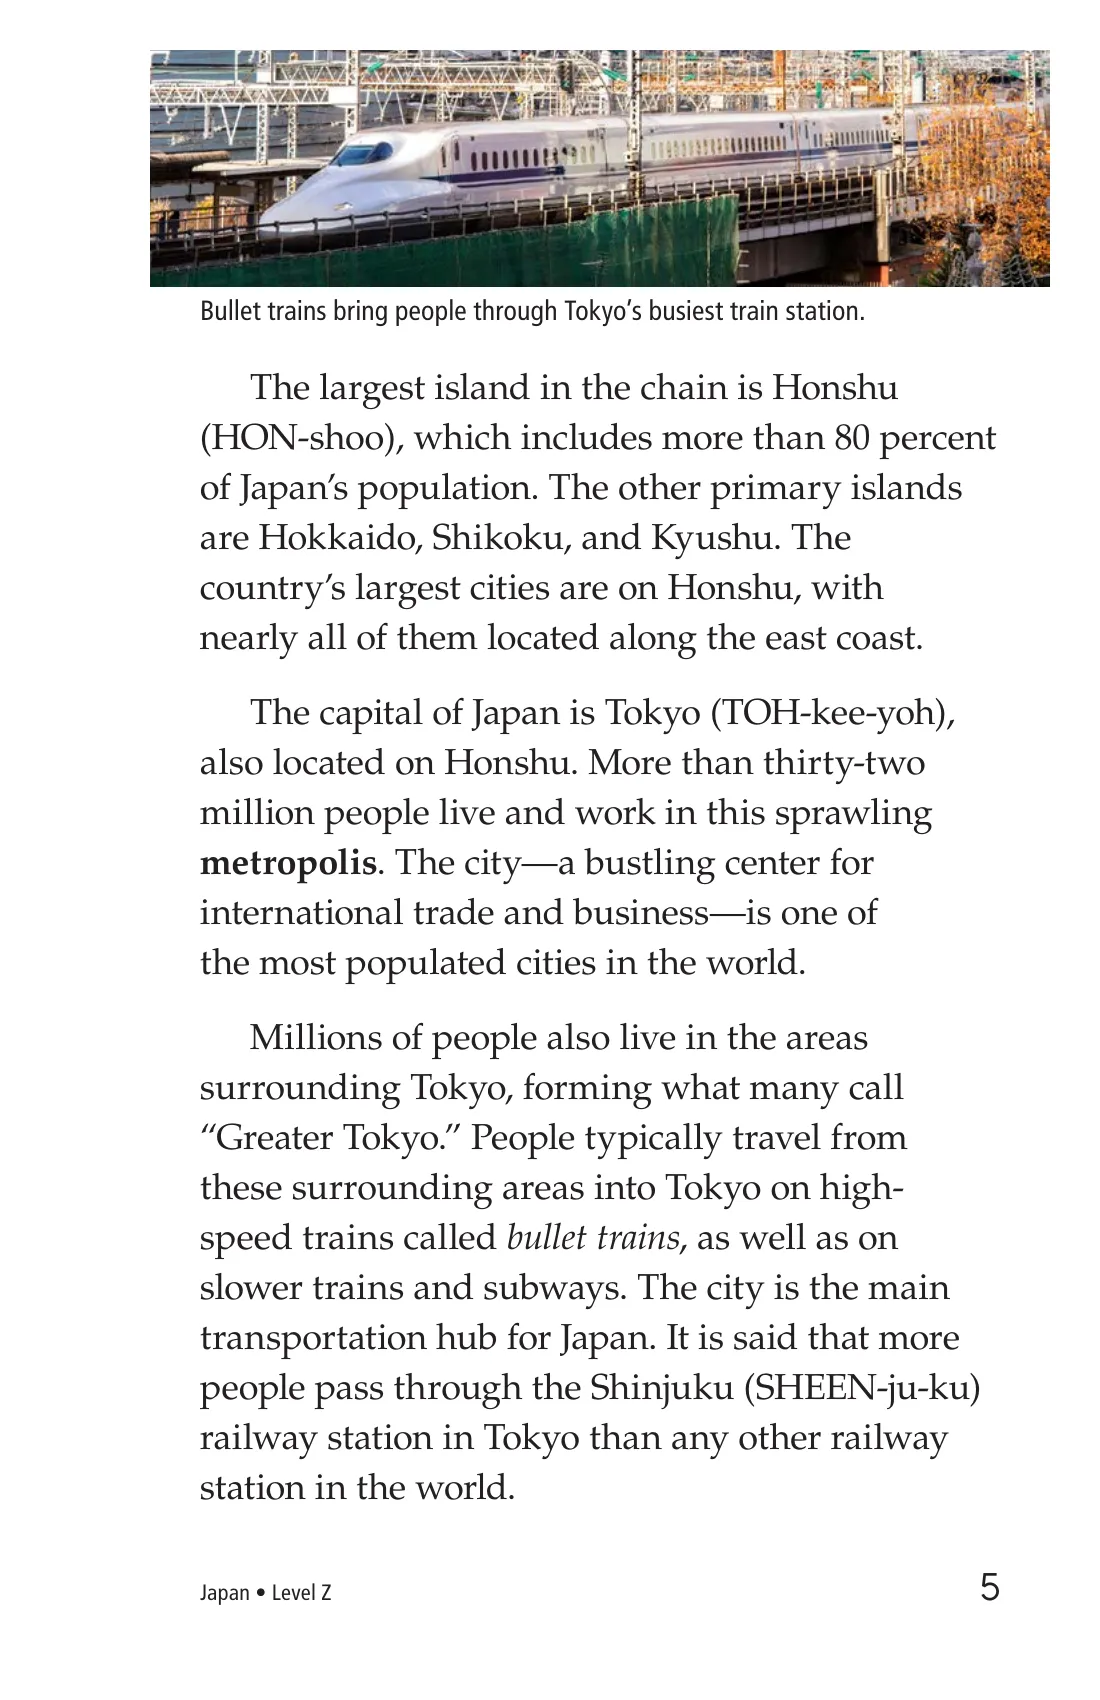 Bullet trains bring people through Tokyo’s busiest train station.
The largest island in the chain is Honshu
(HON-shoo), which includes more than 80 percent
of Japan’s population. The other primary islands
are Hokkaido, Shikoku, and Kyushu. The
country’s largest cities are on Honshu, with
nearly all of them located along the east coast.
The capital of Japan is Tokyo (TOH-kee-yoh),
also located on Honshu. More than thirty-two
million people live and work in this sprawling
metropolis. The city—a bustling center for
international trade and business—is one of
the most populated cities in the world.
Millions of people also live in the areas
surrounding Tokyo, forming what many call
“Greater Tokyo.” People typically travel from
these surrounding areas into Tokyo on high-
speed trains called bullet trains, as well as on
slower trains and subways. The city is the main
transportation hub for Japan. It is said that more
people pass through the Shinjuku (SHEEN-ju-ku)
railway station in Tokyo than any other railway
station in the world.
Japan • Level Z
5